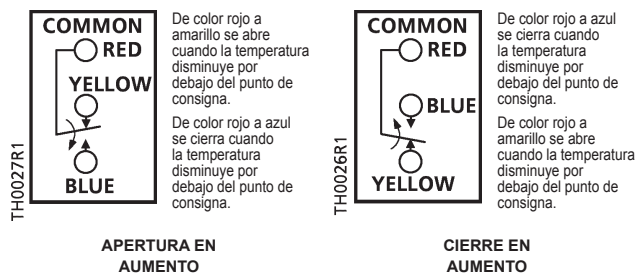 COMMON
RED
YELLOW
BLUE
TH0027R1
De color rojo a
amarillo se abre
cuando la temperatura
disminuye por
debajo del punto de
consigna.
De color rojo a azul
se cierra cuando
la temperatura
disminuye por
debajo del punto de
consigna.
APERTURA EN
AUMENTO
COMMON
RED
BLUE
YELLOW
TH0026R1
De color rojo a azul
se cierra cuando
la temperatura
disminuye por
debajo del punto de
consigna.
De color rojo a
amarillo se abre
cuando la temperatura
disminuye por
debajo del punto de
consigna.
CIERRE EN
AUMENTO